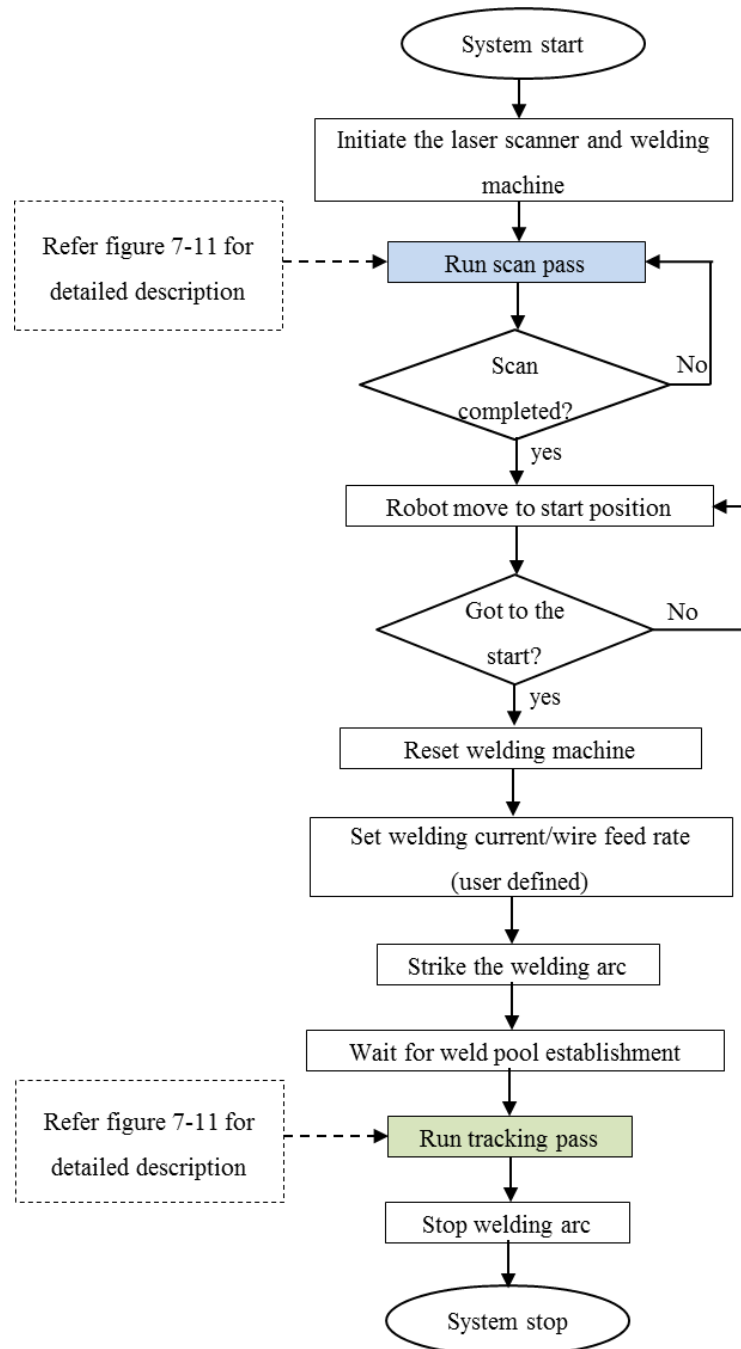 System start
Initiate the laser scanner and welding
machine
Refer figure 7-11 for
detailed description
Run scan pass
Scan
completed?
No
yes
Robot move to start position
Got to the
start?
No
yes
Reset welding machine
Set welding current/wire feed rate
(user defined)
Strike the welding arc
Wait for weld pool establishment
Refer figure 7-11 for
detailed description
Run tracking pass
Stop welding arc
System stop